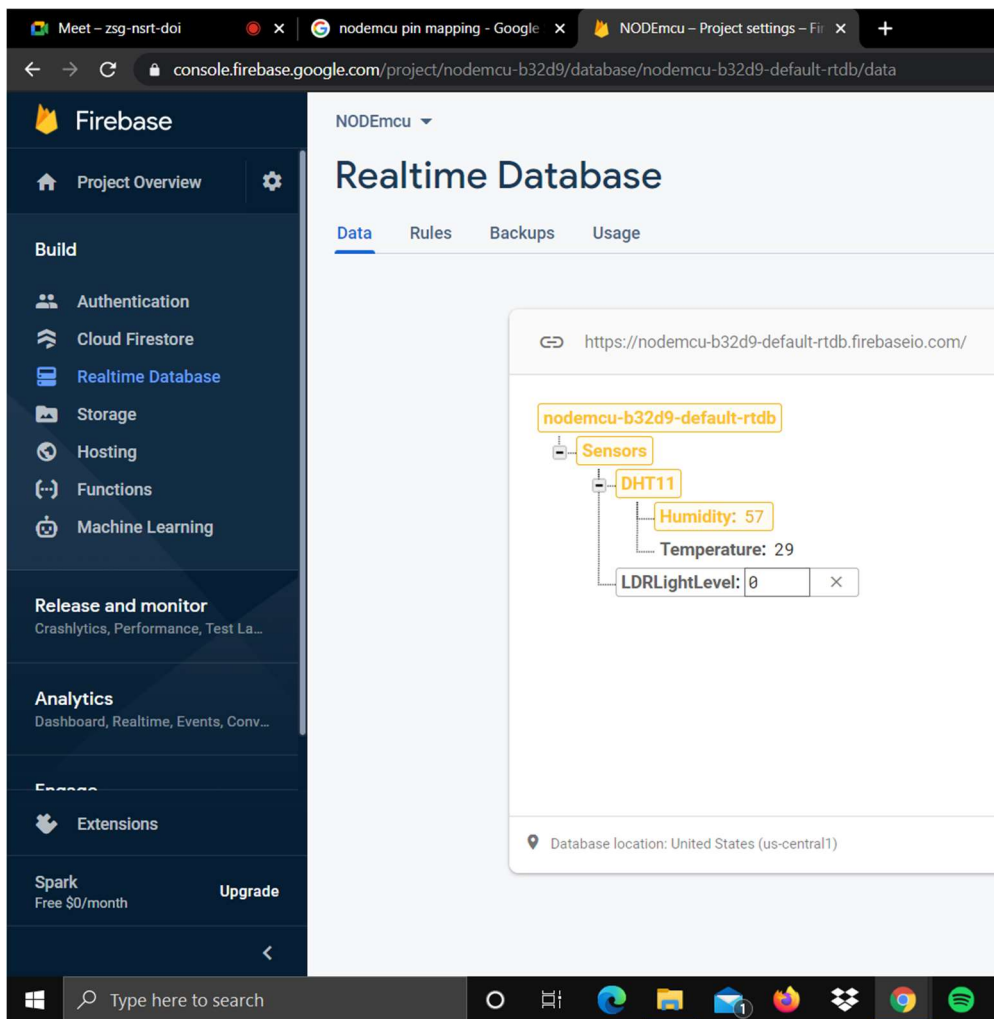 Meet – zsg-nsrt-doi
nodemcu pin mapping - Google
NODEmcu – Project settings – Fir
console.firebase.google.com/project/nodemcu-b32d9/database/nodemcu-b32d9-default-rtdb/data
Firebase
Project Overview
Build
Authentication
Cloud Firestore
Realtime Database
Storage
Hosting
Functions
Machine Learning
Release and monitor
Crashlytics, Performance, Test La...
Analytics
Dashboard, Realtime, Events, Conv...
Engage
Extensions
Spark
Free $0/month
Upgrade
NODEmcu
Realtime Database
Data Rules Backups Usage
https://nodemcu-b32d9-default-rtdb.firebaseio.com/
nodemcu-b32d9-default-rtdb
Sensors
DHT11
Humidity: 57
Temperature: 29
LDRLightLevel: 0
Database location: United States (us-central1)
Type here to search
1